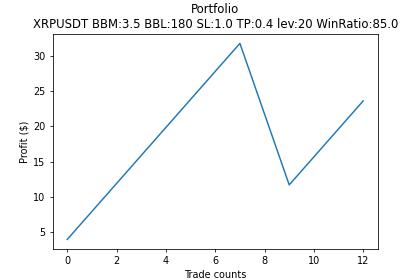 Portfolio
XRPUSDT BBM:3.5 BBL:180 SL:1.0 TP:0.4 lev:20 WinRatio:85.0
30
25
20
15
10
5
Profit ($)
0 2 4 6 8 10 12
Trade counts